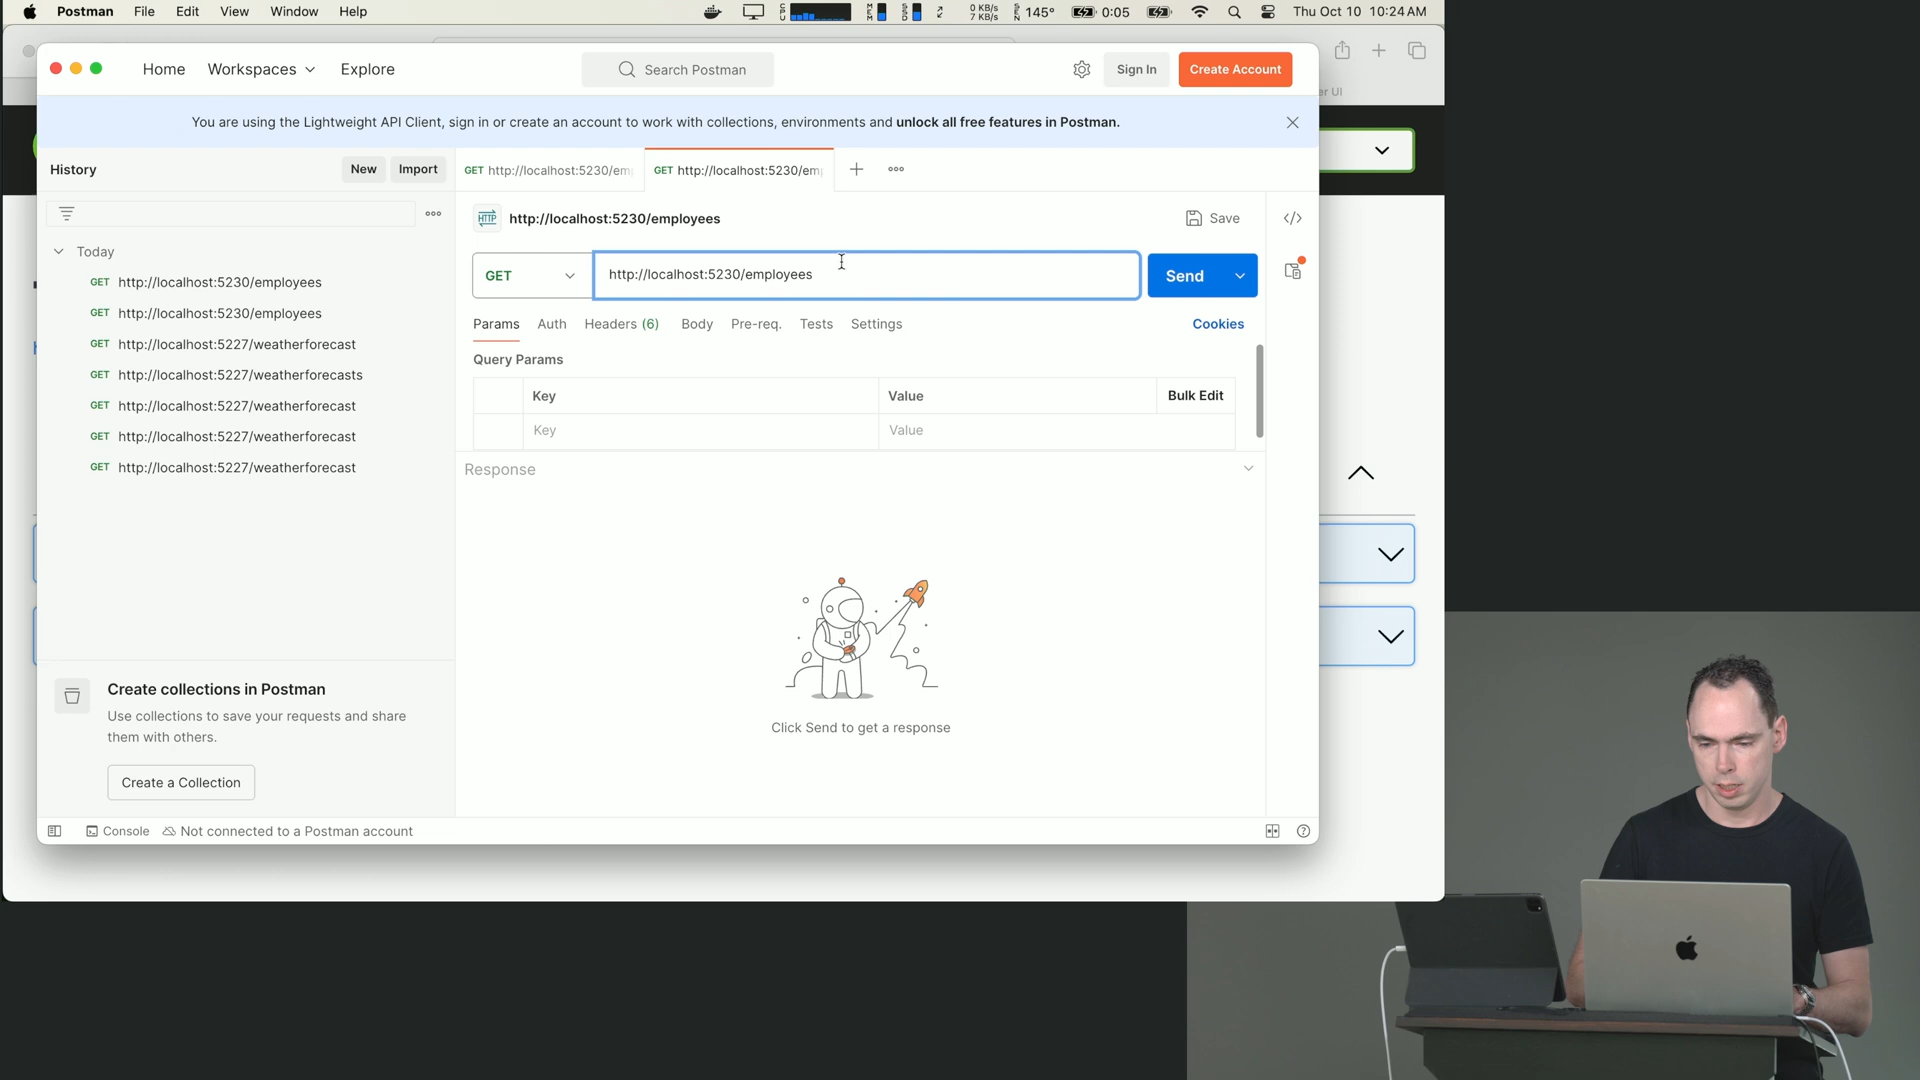 Postman File Edit View Window Help
0 KB/s
7 KB/s
145° 0:05 Thu Oct 10 10:24 AM
er UI
Home Workspaces Explore Search Postman Sign In Create Account
You are using the Lightweight API Client, sign in or create an account to work with collections, environments and unlock all free features in Postman.
History New Import
GET http://localhost:5230/em GET http://localhost:5230/em
HTTP http://localhost:5230/employees Save
Today
GET http://localhost:5230/employees
GET http://localhost:5230/employees
GET http://localhost:5227/weatherforecast
GET http://localhost:5227/weatherforecasts
GET http://localhost:5227/weatherforecast
GET http://localhost:5227/weatherforecast
GET http://localhost:5227/weatherforecast
GET http://localhost:5230/employees Send
Params Auth Headers (6) Body Pre-req. Tests Settings Cookies
Query Params
Key Value Bulk Edit
Key Value
Response
Click Send to get a response
Create collections in Postman
Use collections to save your requests and share
them with others.
Create a Collection
Console Not connected to a Postman account